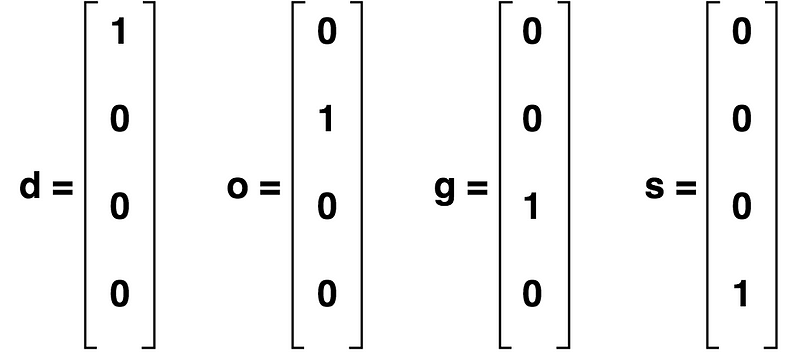 1 0 0 0
0 1 0 0
d = o = g = s =
0 0 1 0
0 0 0 1